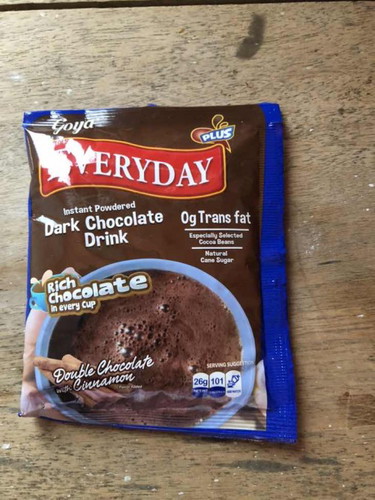 Goya
EVERYDAY
PLUS
Instant Powdered
Dark Chocolate
Drink
0g Trans fat
Especially Selected
Cocoa Beans
Natural
Cane Sugar
Rich
Chocolate
in every Cup
Double Chocolate
with Cinnamon
SERVING SUGGESTION
26g 101